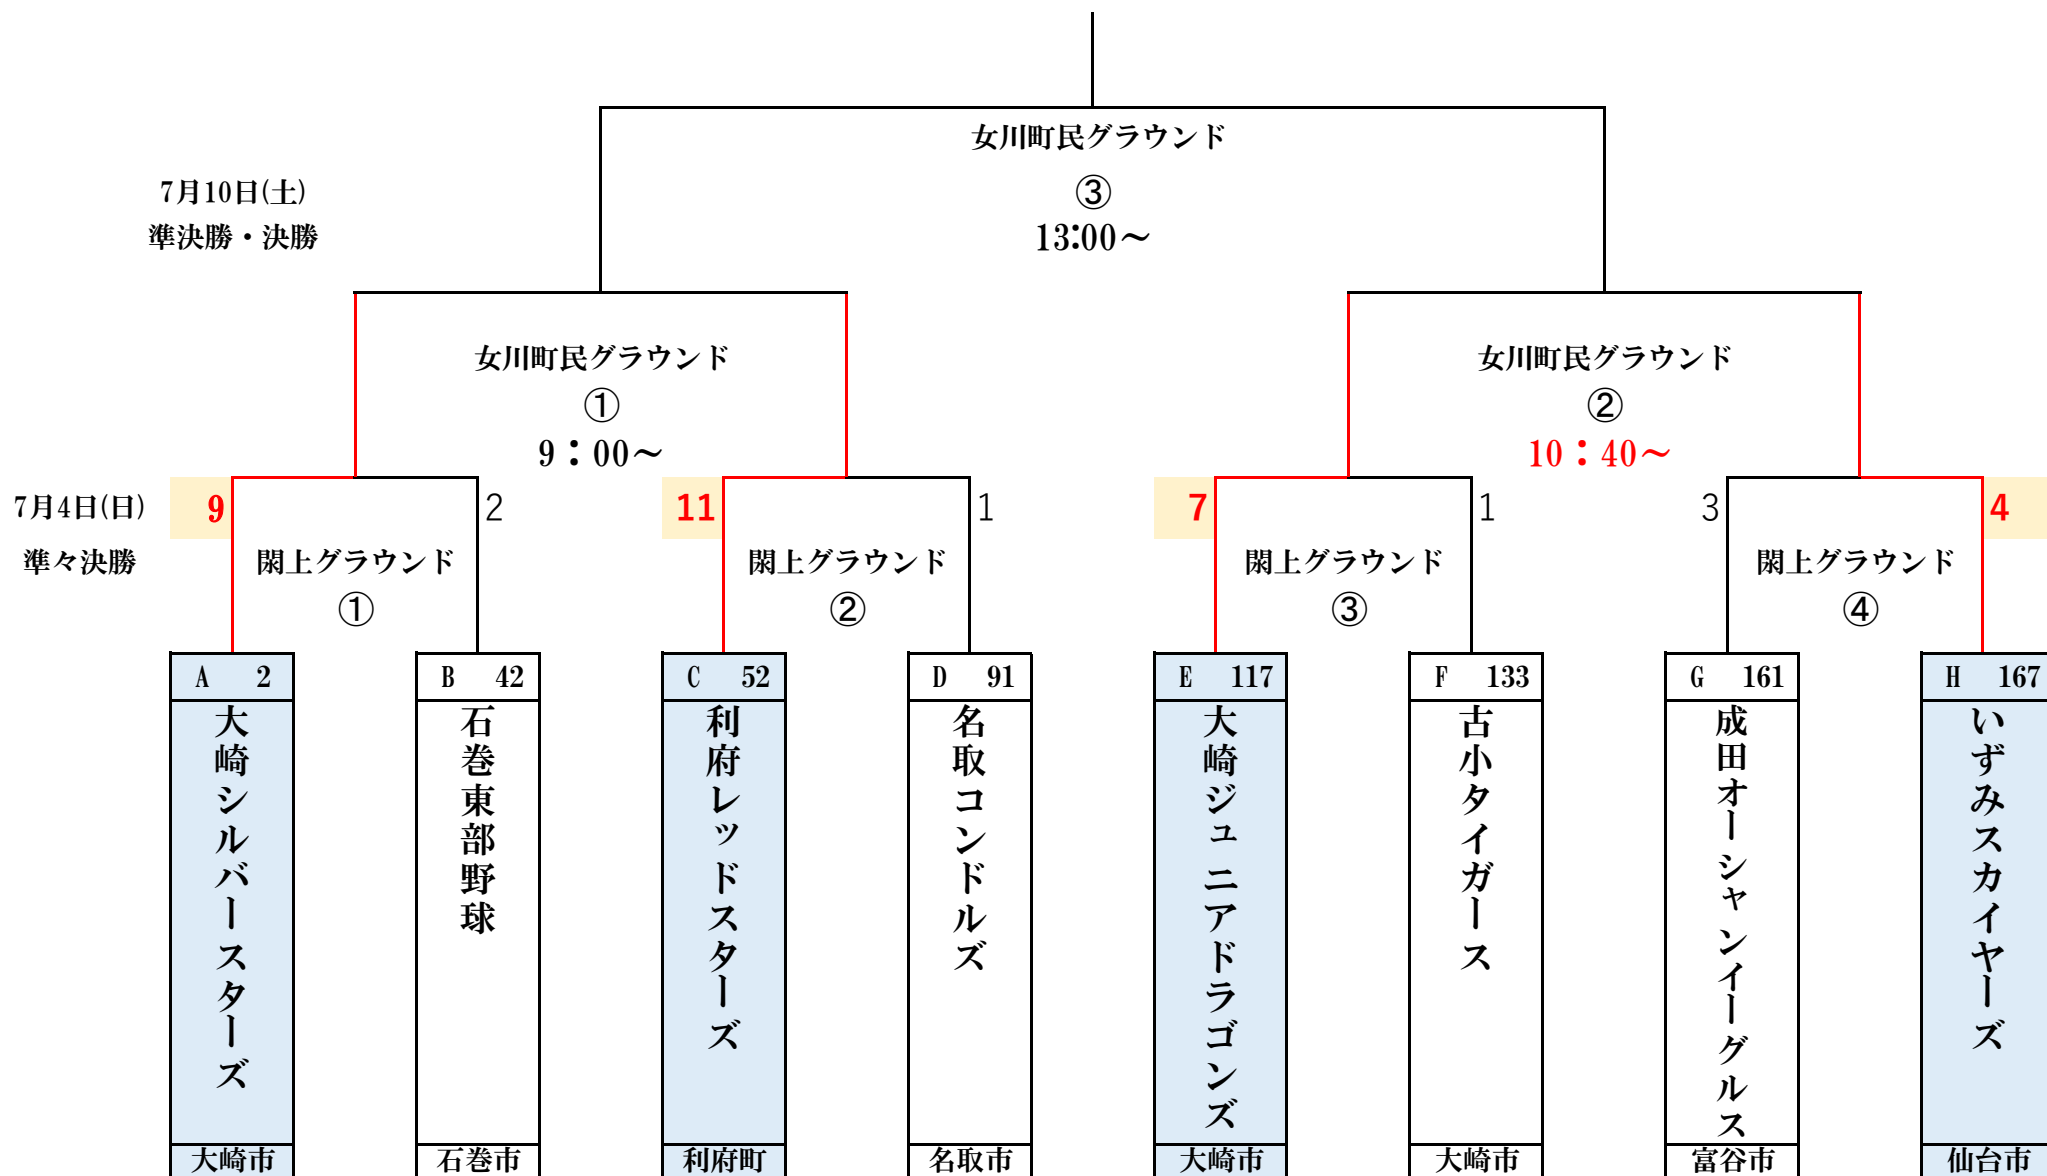 女川町民グラウンド
③
13:00～
7月10日(土)
準決勝・決勝
女川町民グラウンド
①
9：00～
女川町民グラウンド
②
10：40～
7月4日(日)
準々決勝
9
2
11
1
7
1
3
4
閖上グラウンド
①
閖上グラウンド
②
閖上グラウンド
③
閖上グラウンド
④
A 2
大崎シルバースターズ
大崎市
B 42
石巻東部野球
石巻市
C 52
利府レッドスターズ
利府町
D 91
名取コンドルズ
名取市
E 117
大崎ジュニアドラゴンズ
大崎市
F 133
古小タイガース
大崎市
G 161
成田オーシャンイーグルス
富谷市
H 167
いずみスカイヤーズ
仙台市